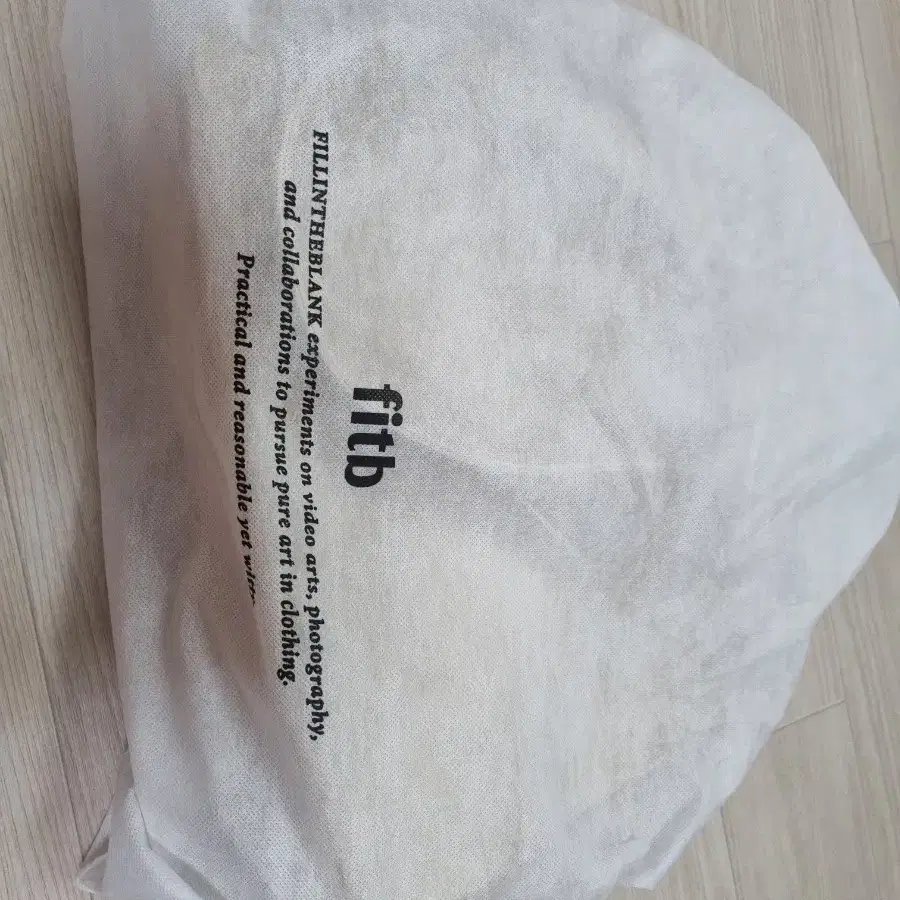 fitb
FILLINTHEBLANK experiments on video arts, photography,
and collaborations to pursue pure art in clothing.
Practical and reasonable yet